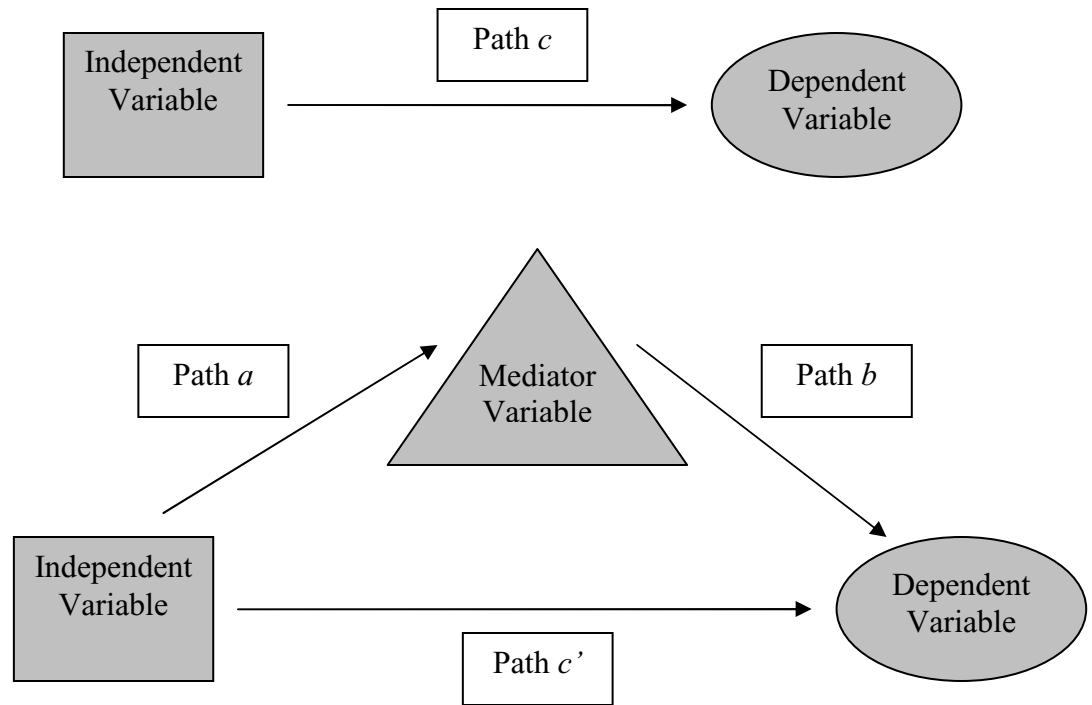 Path c
Independent
Variable
Dependent
Variable
Path a
Mediator
Variable
Path b
Independent
Variable
Dependent
Variable
Path c’